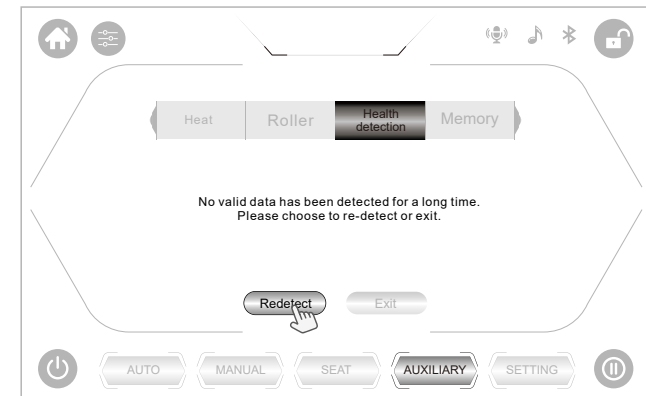 Heat
Roller
Health
detection
Memory
No valid data has been detected for a long time.
Please choose to re-detect or exit.
Redetect
Exit
AUTO
MANUAL
SEAT
AUXILIARY
SETTING